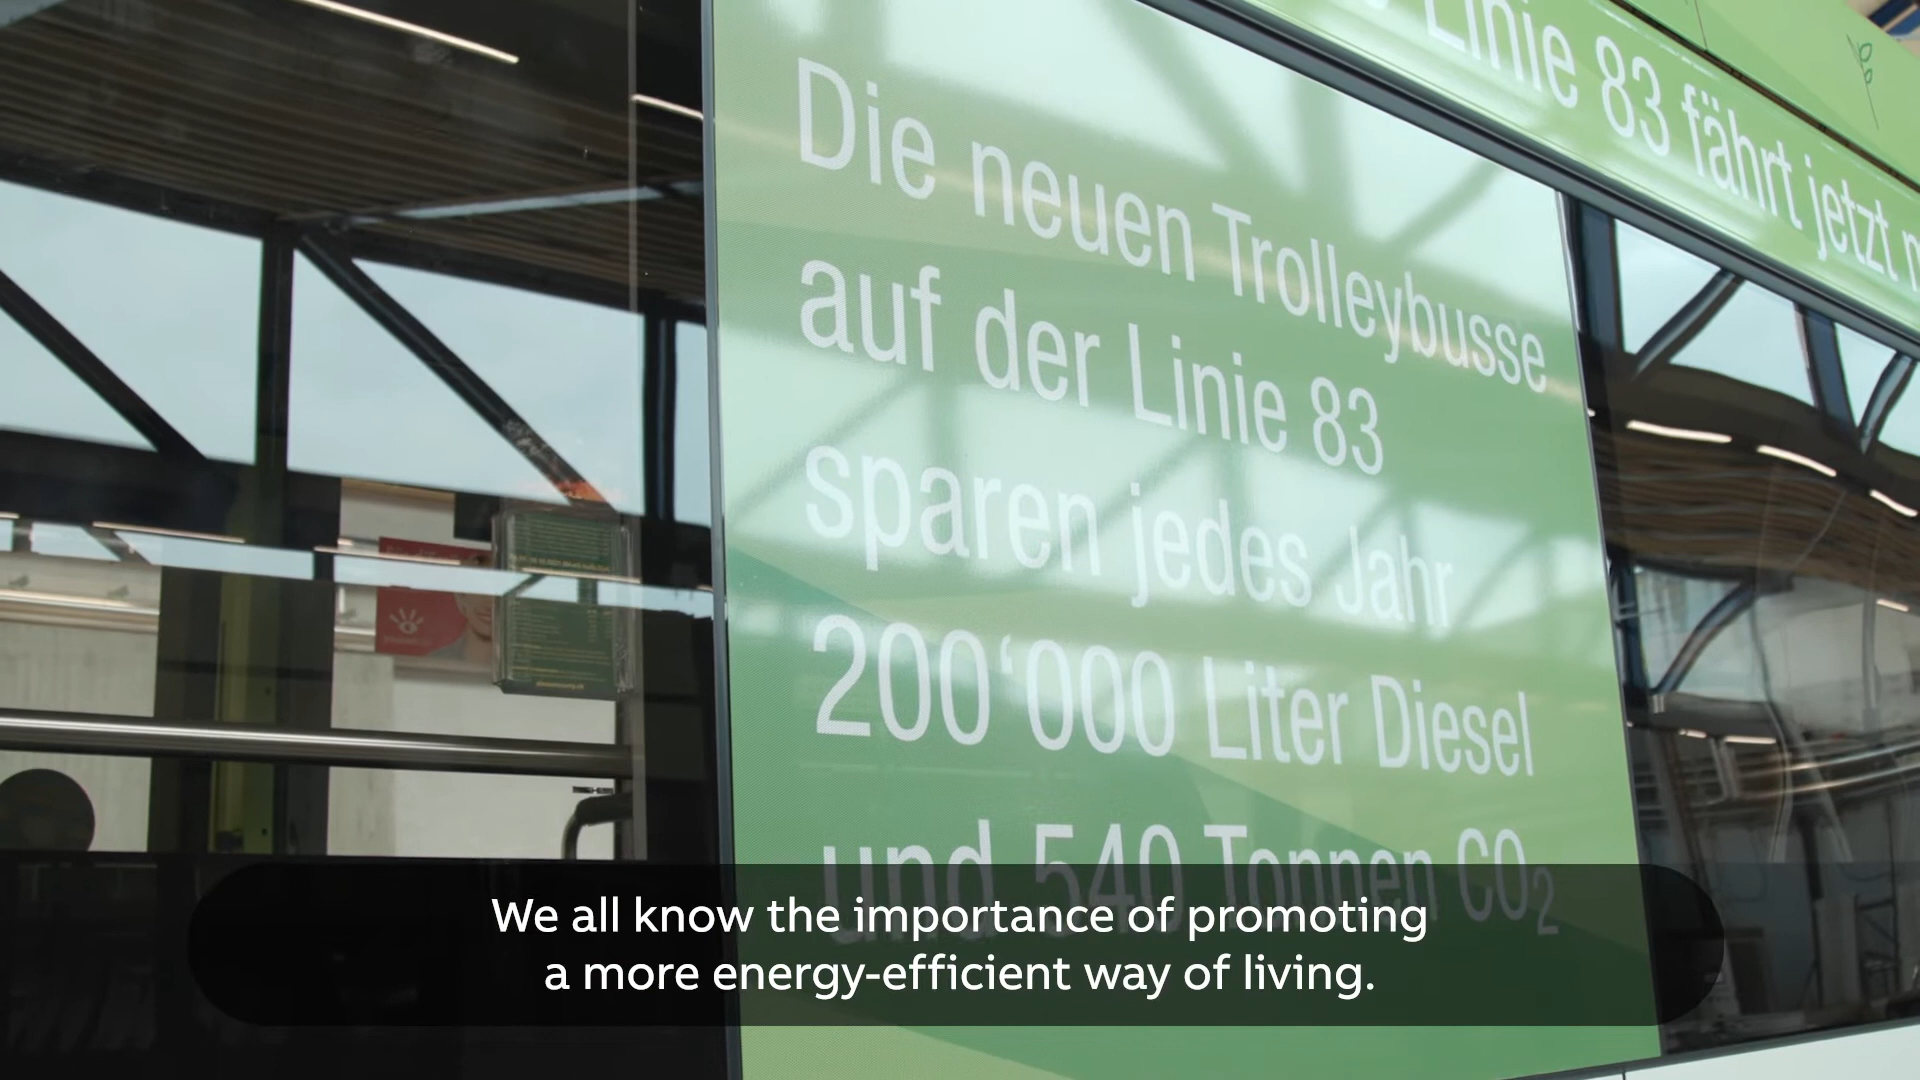 Linie 83 fährt jetzt
Die neuen Trolleybusse
auf der Linie 83
sparen jedes Jahr
200‘000 Liter Diesel
und 540 Tonnen CO₂
We all know the importance of promoting
a more energy-efficient way of living.